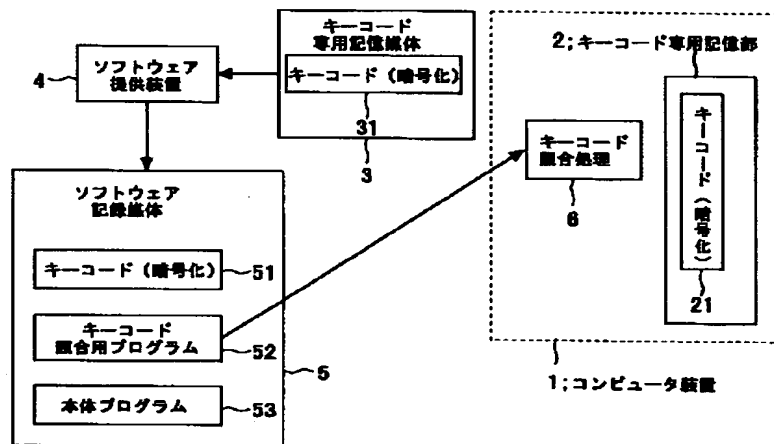 4
ソフトウェア
提供装置
キーコード
専用記憶媒体
キーコード（暗号化）
31
3
2；キーコード専用記憶部
キーコード（暗号化）
21
キーコード
照合処理
6
1；コンピュータ装置
ソフトウェア
記録媒体
キーコード（暗号化）
51
キーコード
照合用プログラム
52
本体プログラム
53
5